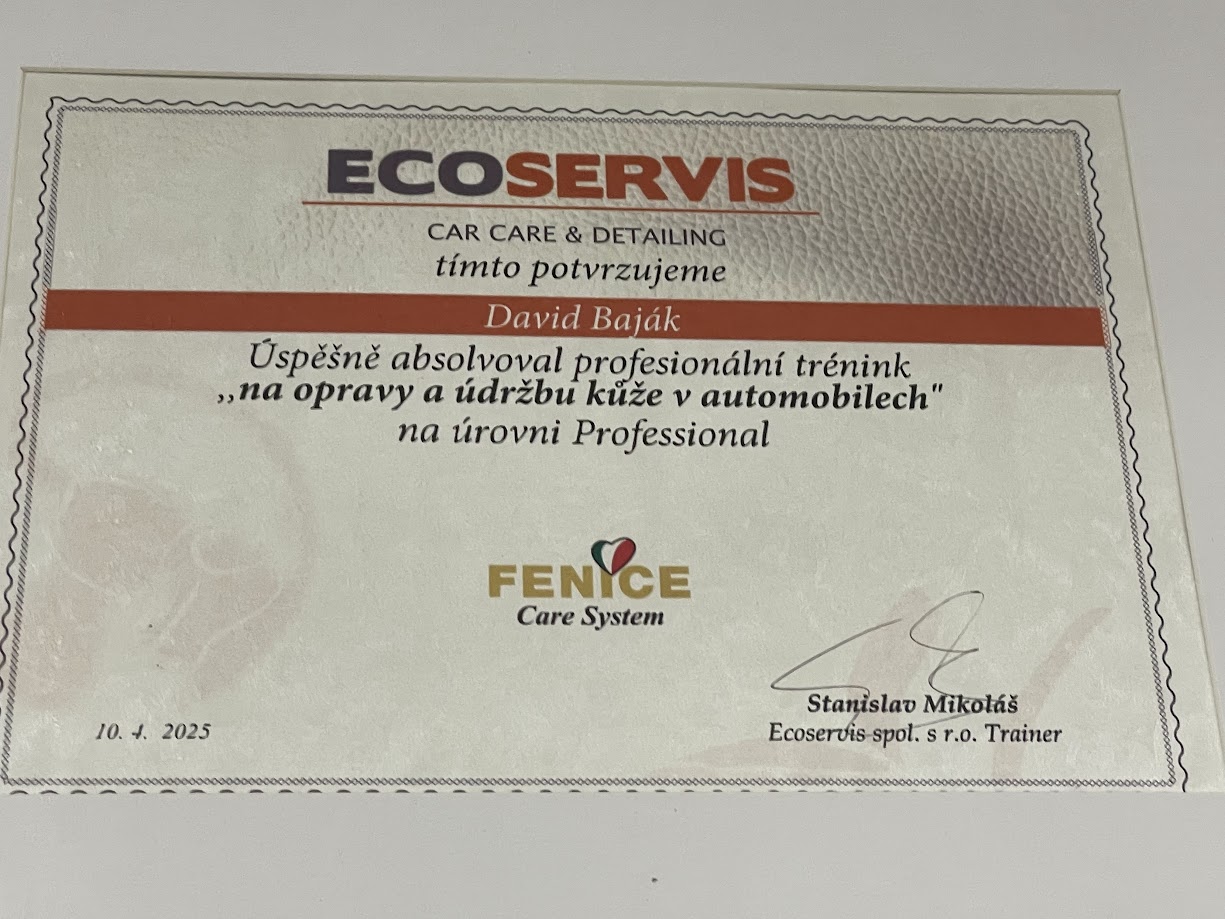 ECOSERVIS
CAR CARE & DETAILING
tímto potvrzujeme
David Baják
Úspěšně absolvoval profesionální trénink
,,na opravy a údržbu kůže v automobilech"
na úrovni Professional
FENICE
Care System
Stanislav Mikoláš
10. 4. 2025
Ecoservis spol. s r.o. Trainer